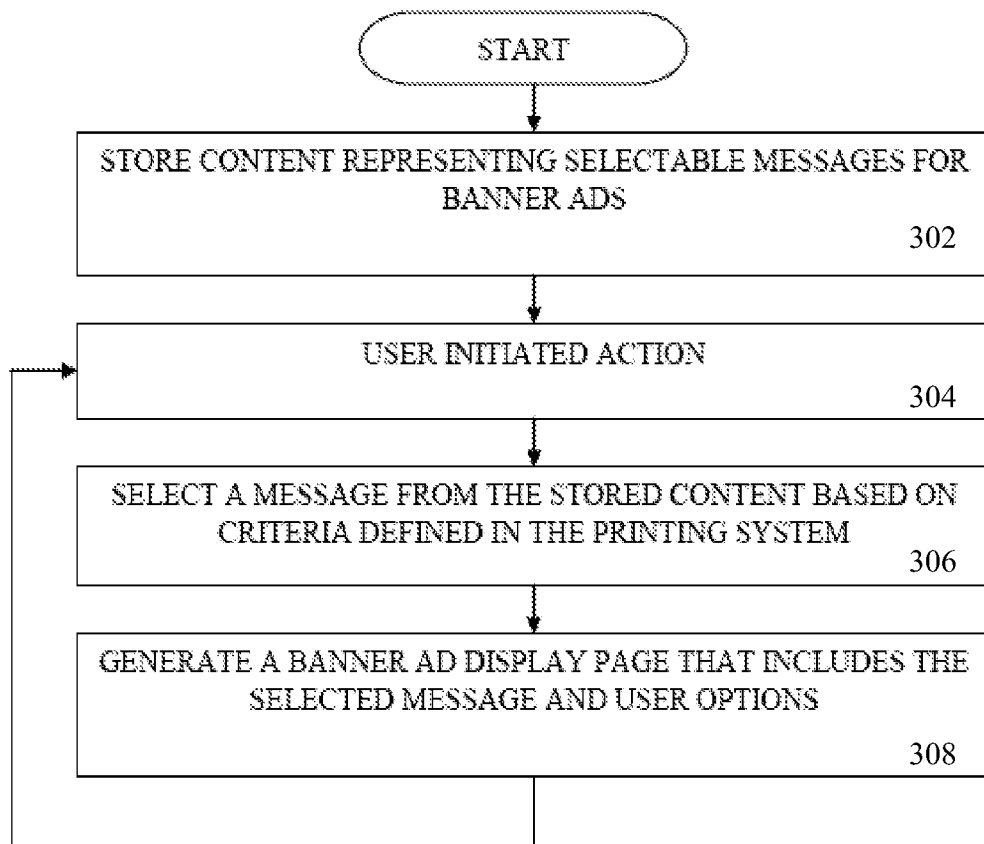 START
STORE CONTENT REPRESENTING SELECTABLE MESSAGES FOR
BANNER ADS
302
USER INITIATED ACTION
304
SELECT A MESSAGE FROM THE STORED CONTENT BASED ON
CRITERIA DEFINED IN THE PRINTING SYSTEM
306
GENERATE A BANNER AD DISPLAY PAGE THAT INCLUDES THE
SELECTED MESSAGE AND USER OPTIONS
308